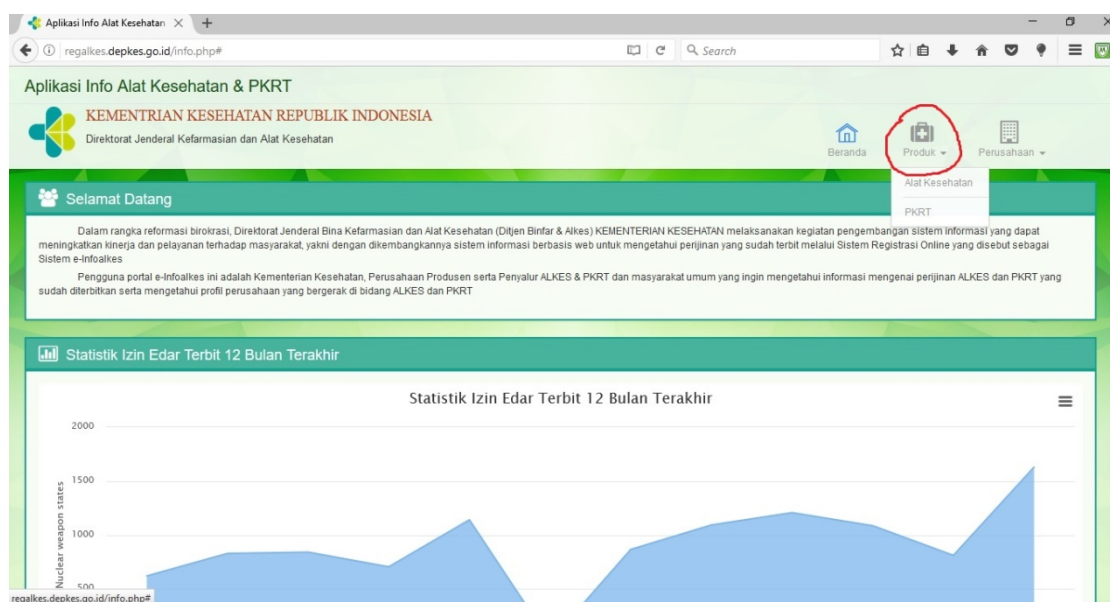 Aplikasi Info Alat Kesehatan
regalkes.depkes.go.id/info.php#
Search
Aplikasi Info Alat Kesehatan & PKRT
KEMENTRIAN KESEHATAN REPUBLIK INDONESIA
Direktorat Jenderal Kefarmasian dan Alat Kesehatan
Beranda
Produk
Perusahaan
Alat Kesehatan
PKRT
Selamat Datang
Dalam rangka reformasi birokrasi, Direktorat Jenderal Bina Kefarmasian dan Alat Kesehatan (Ditjen Binfar & Alkes) KEMENTERIAN KESEHATAN melaksanakan kegiatan pengembangan sistem informasi yang dapat
meningkatkan kinerja dan pelayanan terhadap masyarakat, yakni dengan dikembangkannya sistem informasi berbasis web untuk mengetahui perijinan yang sudah terbit melalui Sistem Registrasi Online yang disebut sebagai
Sistem e-Infoalkes
Pengguna portal e-Infoalkes ini adalah Kementerian Kesehatan, Perusahaan Produsen serta Penyalur ALKES & PKRT dan masyarakat umum yang ingin mengetahui informasi mengenai perijinan ALKES dan PKRT yang
sudah diterbitkan serta mengetahui profil perusahaan yang bergerak di bidang ALKES dan PKRT
Statistik Izin Edar Terbit 12 Bulan Terakhir
Statistik Izin Edar Terbit 12 Bulan Terakhir
2000
1500
1000
500
Nuclear weapon states
regalkes.depkes.go.id/info.php#